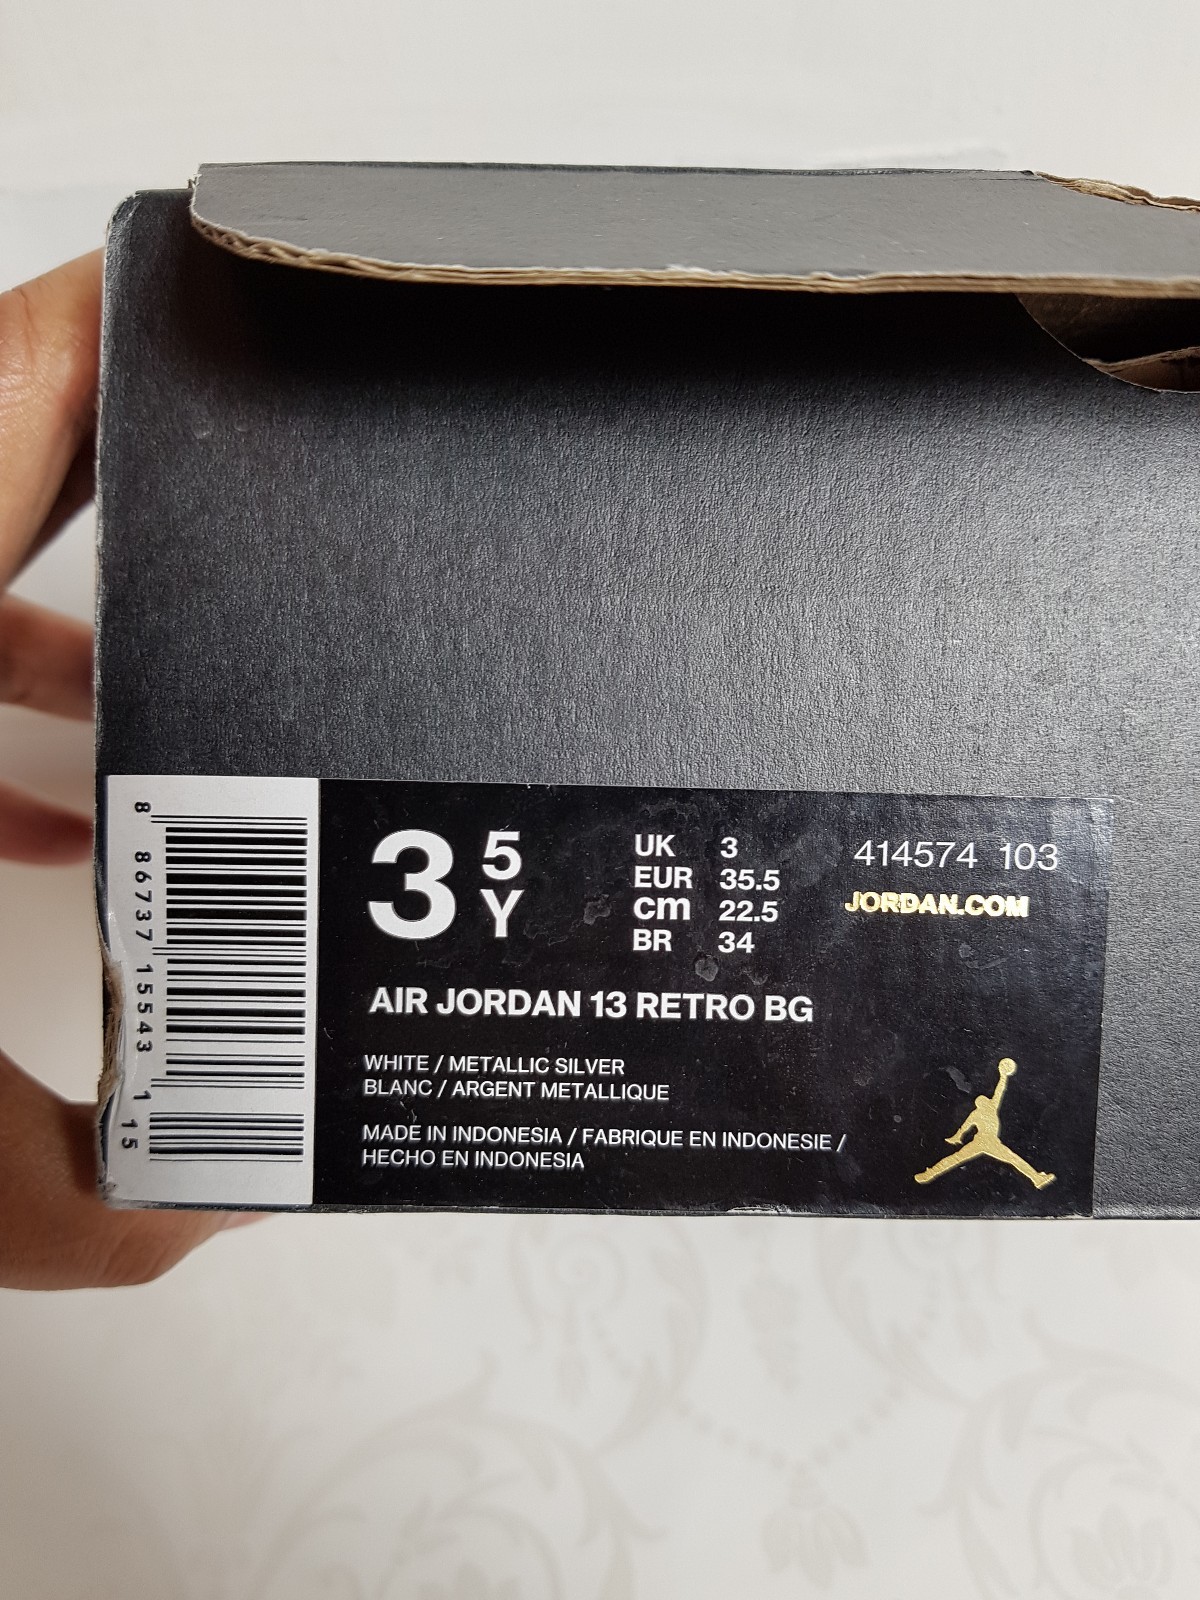 8 86737 15543 1 15
3 5 Y
UK 3
EUR 35.5
cm 22.5
BR 34
414574 103
JORDAN.COM
AIR JORDAN 13 RETRO BG
WHITE / METALLIC SILVER
BLANC / ARGENT METALLIQUE
MADE IN INDONESIA / FABRIQUE EN INDONESIE /
HECHO EN INDONESIA